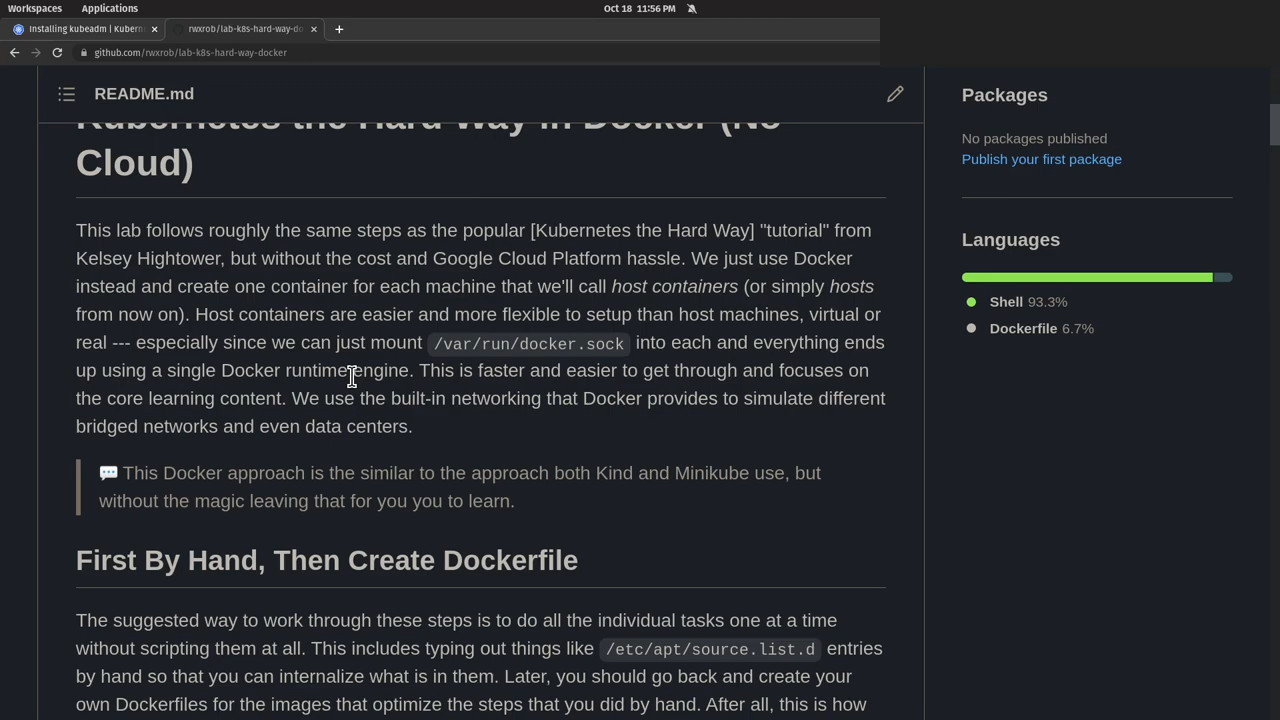 Workspaces Applications Oct 18 11:56 PM
Installing kubeadm | Kubern × rwxrob/lab-k8s-hard-way-do × +
github.com/rwxrob/lab-k8s-hard-way-docker
README.md
Kubernetes the Hard Way in Docker (No
Cloud)
This lab follows roughly the same steps as the popular [Kubernetes the Hard Way] "tutorial" from
Kelsey Hightower, but without the cost and Google Cloud Platform hassle. We just use Docker
instead and create one container for each machine that we'll call host containers (or simply hosts
from now on). Host containers are easier and more flexible to setup than host machines, virtual or
real --- especially since we can just mount /var/run/docker.sock into each and everything ends
up using a single Docker runtime engine. This is faster and easier to get through and focuses on
the core learning content. We use the built-in networking that Docker provides to simulate different
bridged networks and even data centers.
💬 This Docker approach is the similar to the approach both Kind and Minikube use, but
without the magic leaving that for you you to learn.
First By Hand, Then Create Dockerfile
The suggested way to work through these steps is to do all the individual tasks one at a time
without scripting them at all. This includes typing out things like /etc/apt/source.list.d entries
by hand so that you can internalize what is in them. Later, you should go back and create your
own Dockerfiles for the images that optimize the steps that you did by hand. After all, this is how
Packages
No packages published
Publish your first package
Languages
Shell 93.3%
Dockerfile 6.7%